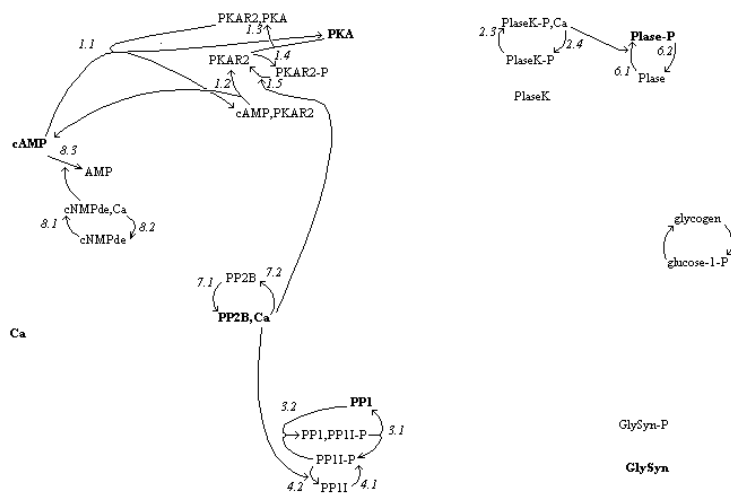 PKAR2,PKA
1.1
1.3
PKA
1.4
PKAR2
PKAR2-P
1.2
1.5
cAMP,PKAR2
2.3
PlaseK-P,Ca
2.4
PlaseK-P
PlaseK
Plase-P
6.2
6.1
Plase
cAMP
8.3
AMP
cNMPde,Ca
8.1
8.2
cNMPde
glycogen
glucose-1-P
7.1
PP2B
7.2
PP2B,Ca
Ca
3.2
PP1
PP1,PP1I-P
3.1
PP1I-P
4.2
PP1I
4.1
GlySyn-P
GlySyn